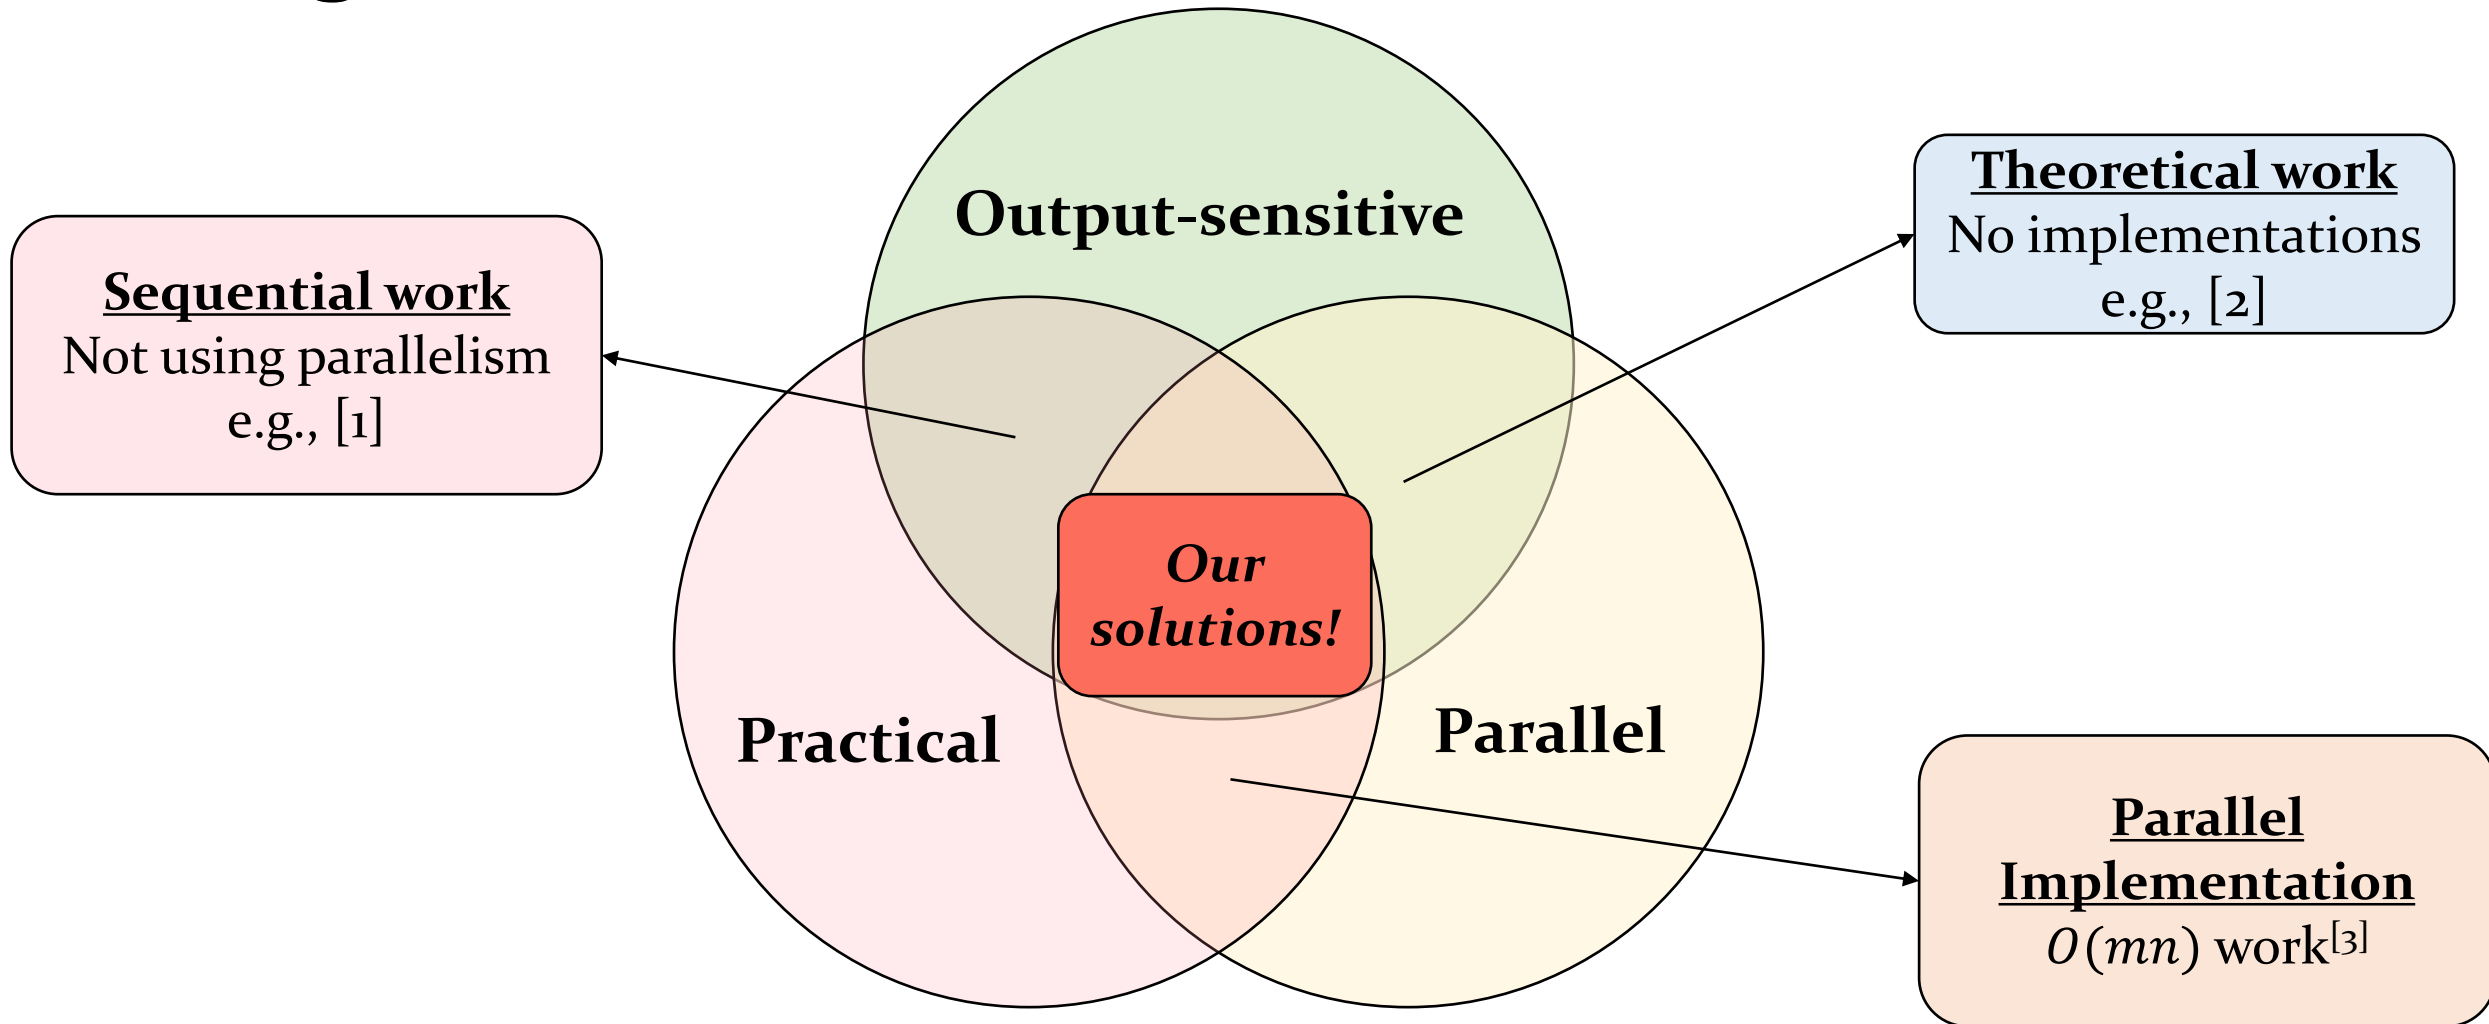 Output-sensitive
Sequential work
Not using parallelism
e.g., [1]
Theoretical work
No implementations
e.g., [2]
Our
solutions!
Practical
Parallel
Parallel
Implementation
O(mn) work[3]